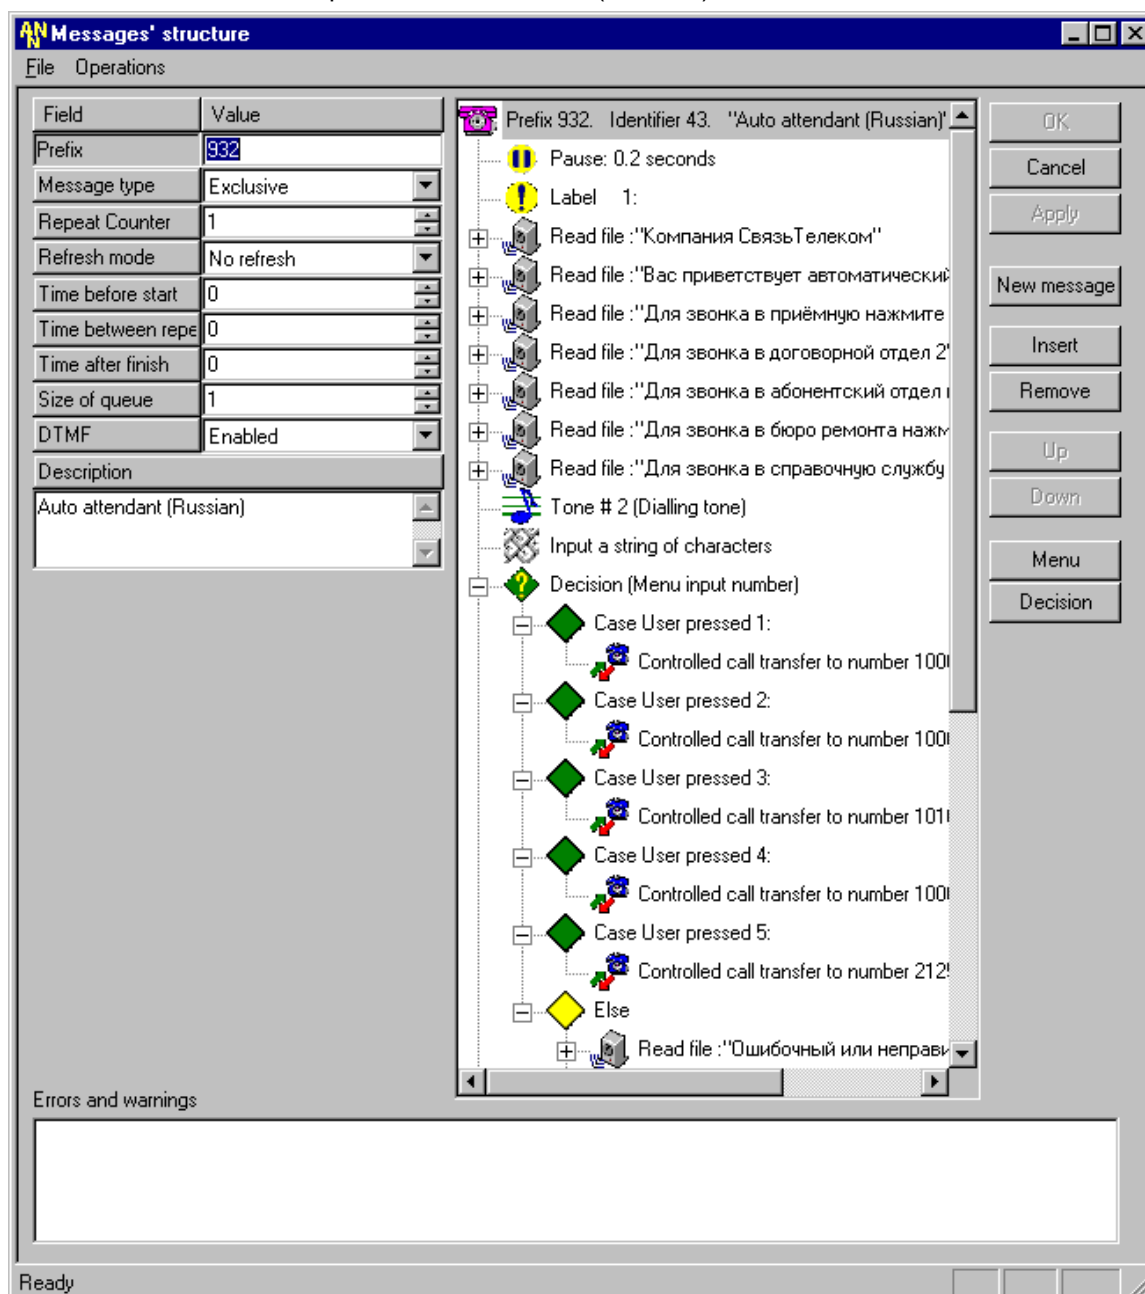 Messages' structure
File Operations
Field Value
Prefix 932
Message type Exclusive
Repeat Counter 1
Refresh mode No refresh
Time before start 0
Time between repe 0
Time after finish 0
Size of queue 1
DTMF Enabled
Description
Auto attendant (Russian)
Prefix 932. Identifier 43. "Auto attendant (Russian)"
Pause: 0.2 seconds
Label 1:
Read file :"Компания СвязьТелеком"
Read file :"Вас приветствует автоматический
Read file :"Для звонка в приёмную нажмите
Read file :"Для звонка в договорной отдел 2"
Read file :"Для звонка в абонентский отдел
Read file :"Для звонка в бюро ремонта
Read file :"Для звонка в справочную службу
Tone # 2 (Dialling tone)
Input a string of characters
Decision (Menu input number)
Case User pressed 1:
Controlled call transfer to number
Case User pressed 2:
Controlled call transfer to number
Case User pressed 3:
Controlled call transfer to number
Case User pressed 4:
Controlled call transfer to number
Case User pressed 5:
Controlled call transfer to number
Else
Read file :"Ошибочный или
OK
Cancel
Apply
New message
Insert
Remove
Up
Down
Menu
Decision
Errors and warnings
Ready